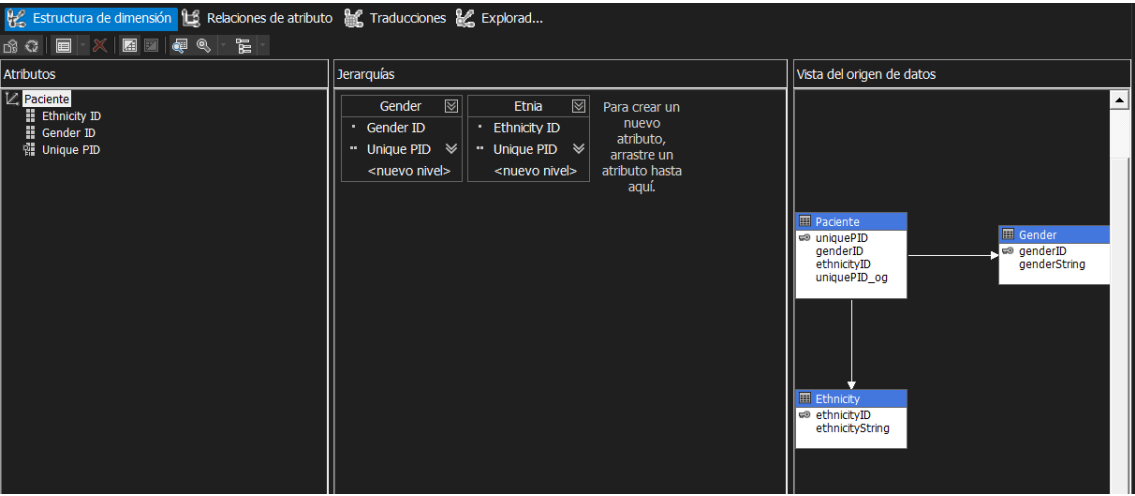 Estructura de dimensión Relaciones de atributo Traducciones Explorad...
Atributos
Paciente
Ethnicity ID
Gender ID
Unique PID
Jerarquías
Gender
Gender ID
Unique PID
<nuevo nivel>
Etnia
Ethnicity ID
Unique PID
<nuevo nivel>
Para crear un
nuevo
atributo,
arrastre un
atributo hasta
aquí.
Vista del origen de datos
Paciente
uniquePID
genderID
ethnicityID
uniquePID_og
Gender
genderID
genderString
Ethnicity
ethnicityID
ethnicityString